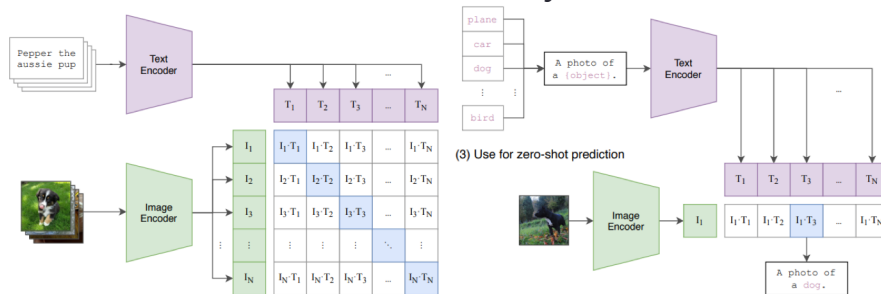 Pepper the
aussie pup
Text
Encoder
...
T1 T2 T3 ... TN
I1 I1·T1 I1·T2 I1·T3 ... I1·TN
I2 I2·T1 I2·T2 I2·T3 ... I2·TN
I3 I3·T1 I3·T2 I3·T3 ... I3·TN
⋮ ⋮ ⋮ ⋮ ⋱ ⋮
IN IN·T1 IN·T2 IN·T3 ... IN·TN
Image
Encoder
plane
car
dog
⋮
bird
A photo of
a {object}.
Text
Encoder
...
(3) Use for zero-shot prediction
T1 T2 T3 ... TN
Image
Encoder
I1 I1·T1 I1·T2 I1·T3 ... I1·TN
A photo of
a dog.